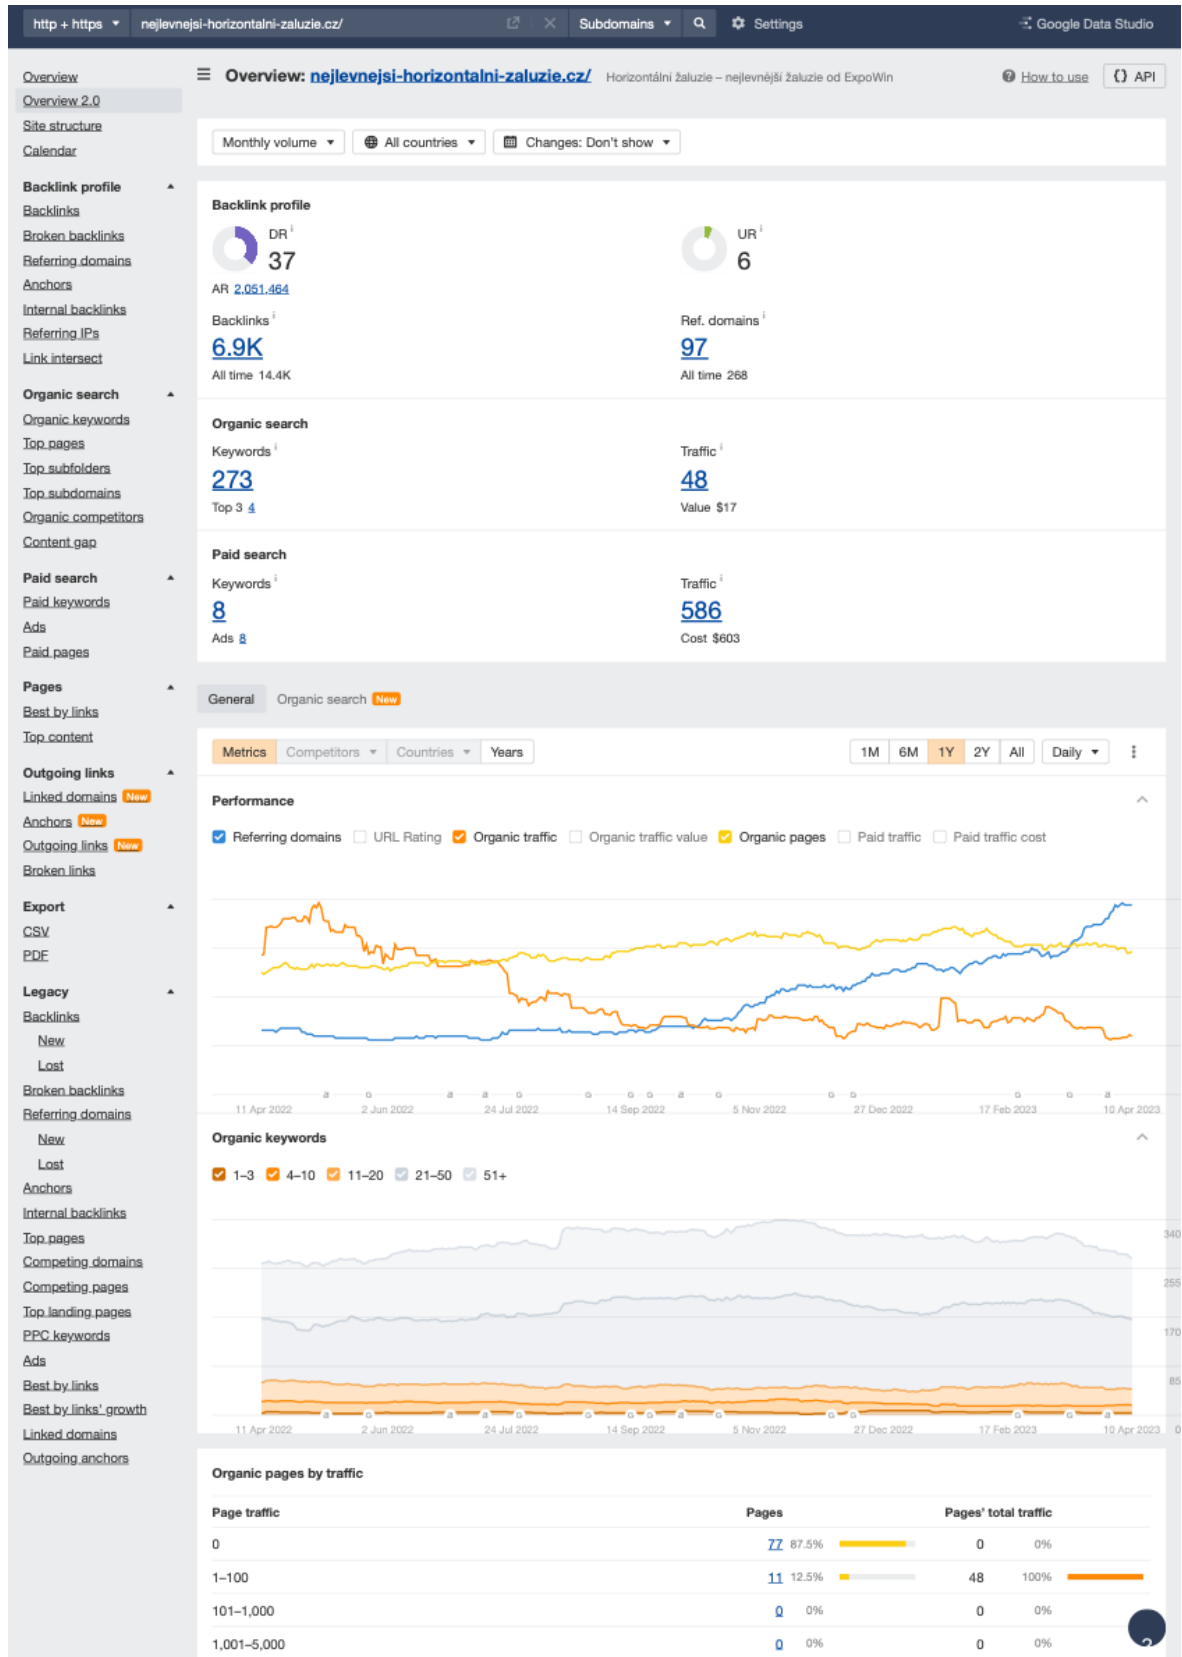 http + https nejlevnejsi-horizontalni-zaluzie.cz/ Subdomains Settings Google Data Studio
Overview
Overview 2.0
Site structure
Calendar
Backlink profile
Backlinks
Broken backlinks
Referring domains
Anchors
Internal backlinks
Referring IPs
Link intersect
Organic search
Organic keywords
Top pages
Top subfolders
Top subdomains
Organic competitors
Content gap
Paid search
Paid keywords
Ads
Paid pages
Pages
Best by links
Top content
Outgoing links
Linked domains New
Anchors New
Outgoing links New
Broken links
Export
CSV
PDF
Legacy
Backlinks
New
Lost
Broken backlinks
Referring domains
New
Lost
Anchors
Internal backlinks
Top pages
Competing domains
Competing pages
Top landing pages
PPC keywords
Ads
Best by links
Best by links' growth
Linked domains
Outgoing anchors
Overview: nejlevnejsi-horizontalni-zaluzie.cz/ Horizontální žaluzie – nejlevnější žaluzie od ExpoWin How to use {} API
Monthly volume All countries Changes: Don't show
Backlink profile
DR i UR i
37 6
AR 2,051,464
Backlinks i Ref. domains i
6.9K 97
All time 14.4K All time 268
Organic search
Keywords i Traffic i
273 48
Top 3 4 Value $17
Paid search
Keywords i Traffic i
8 586
Ads 8 Cost $603
General Organic search New
Metrics Competitors Countries Years 1M 6M 1Y 2Y All Daily
Performance
Referring domains URL Rating Organic traffic Organic traffic value Organic pages Paid traffic Paid traffic cost
a G a a G G G G a G G G G G a
11 Apr 2022 2 Jun 2022 24 Jul 2022 14 Sep 2022 5 Nov 2022 27 Dec 2022 17 Feb 2023 10 Apr 2023
Organic keywords
1–3 4–10 11–20 21–50 51+
340
255
170
85
a G a a G G G G a G G G G G a
11 Apr 2022 2 Jun 2022 24 Jul 2022 14 Sep 2022 5 Nov 2022 27 Dec 2022 17 Feb 2023 10 Apr 2023 0
Organic pages by traffic
Page traffic Pages Pages' total traffic
0 77 87.5% 0 0%
1–100 11 12.5% 48 100%
101–1,000 0 0% 0 0%
1,001–5,000 0 0% 0 0%
?